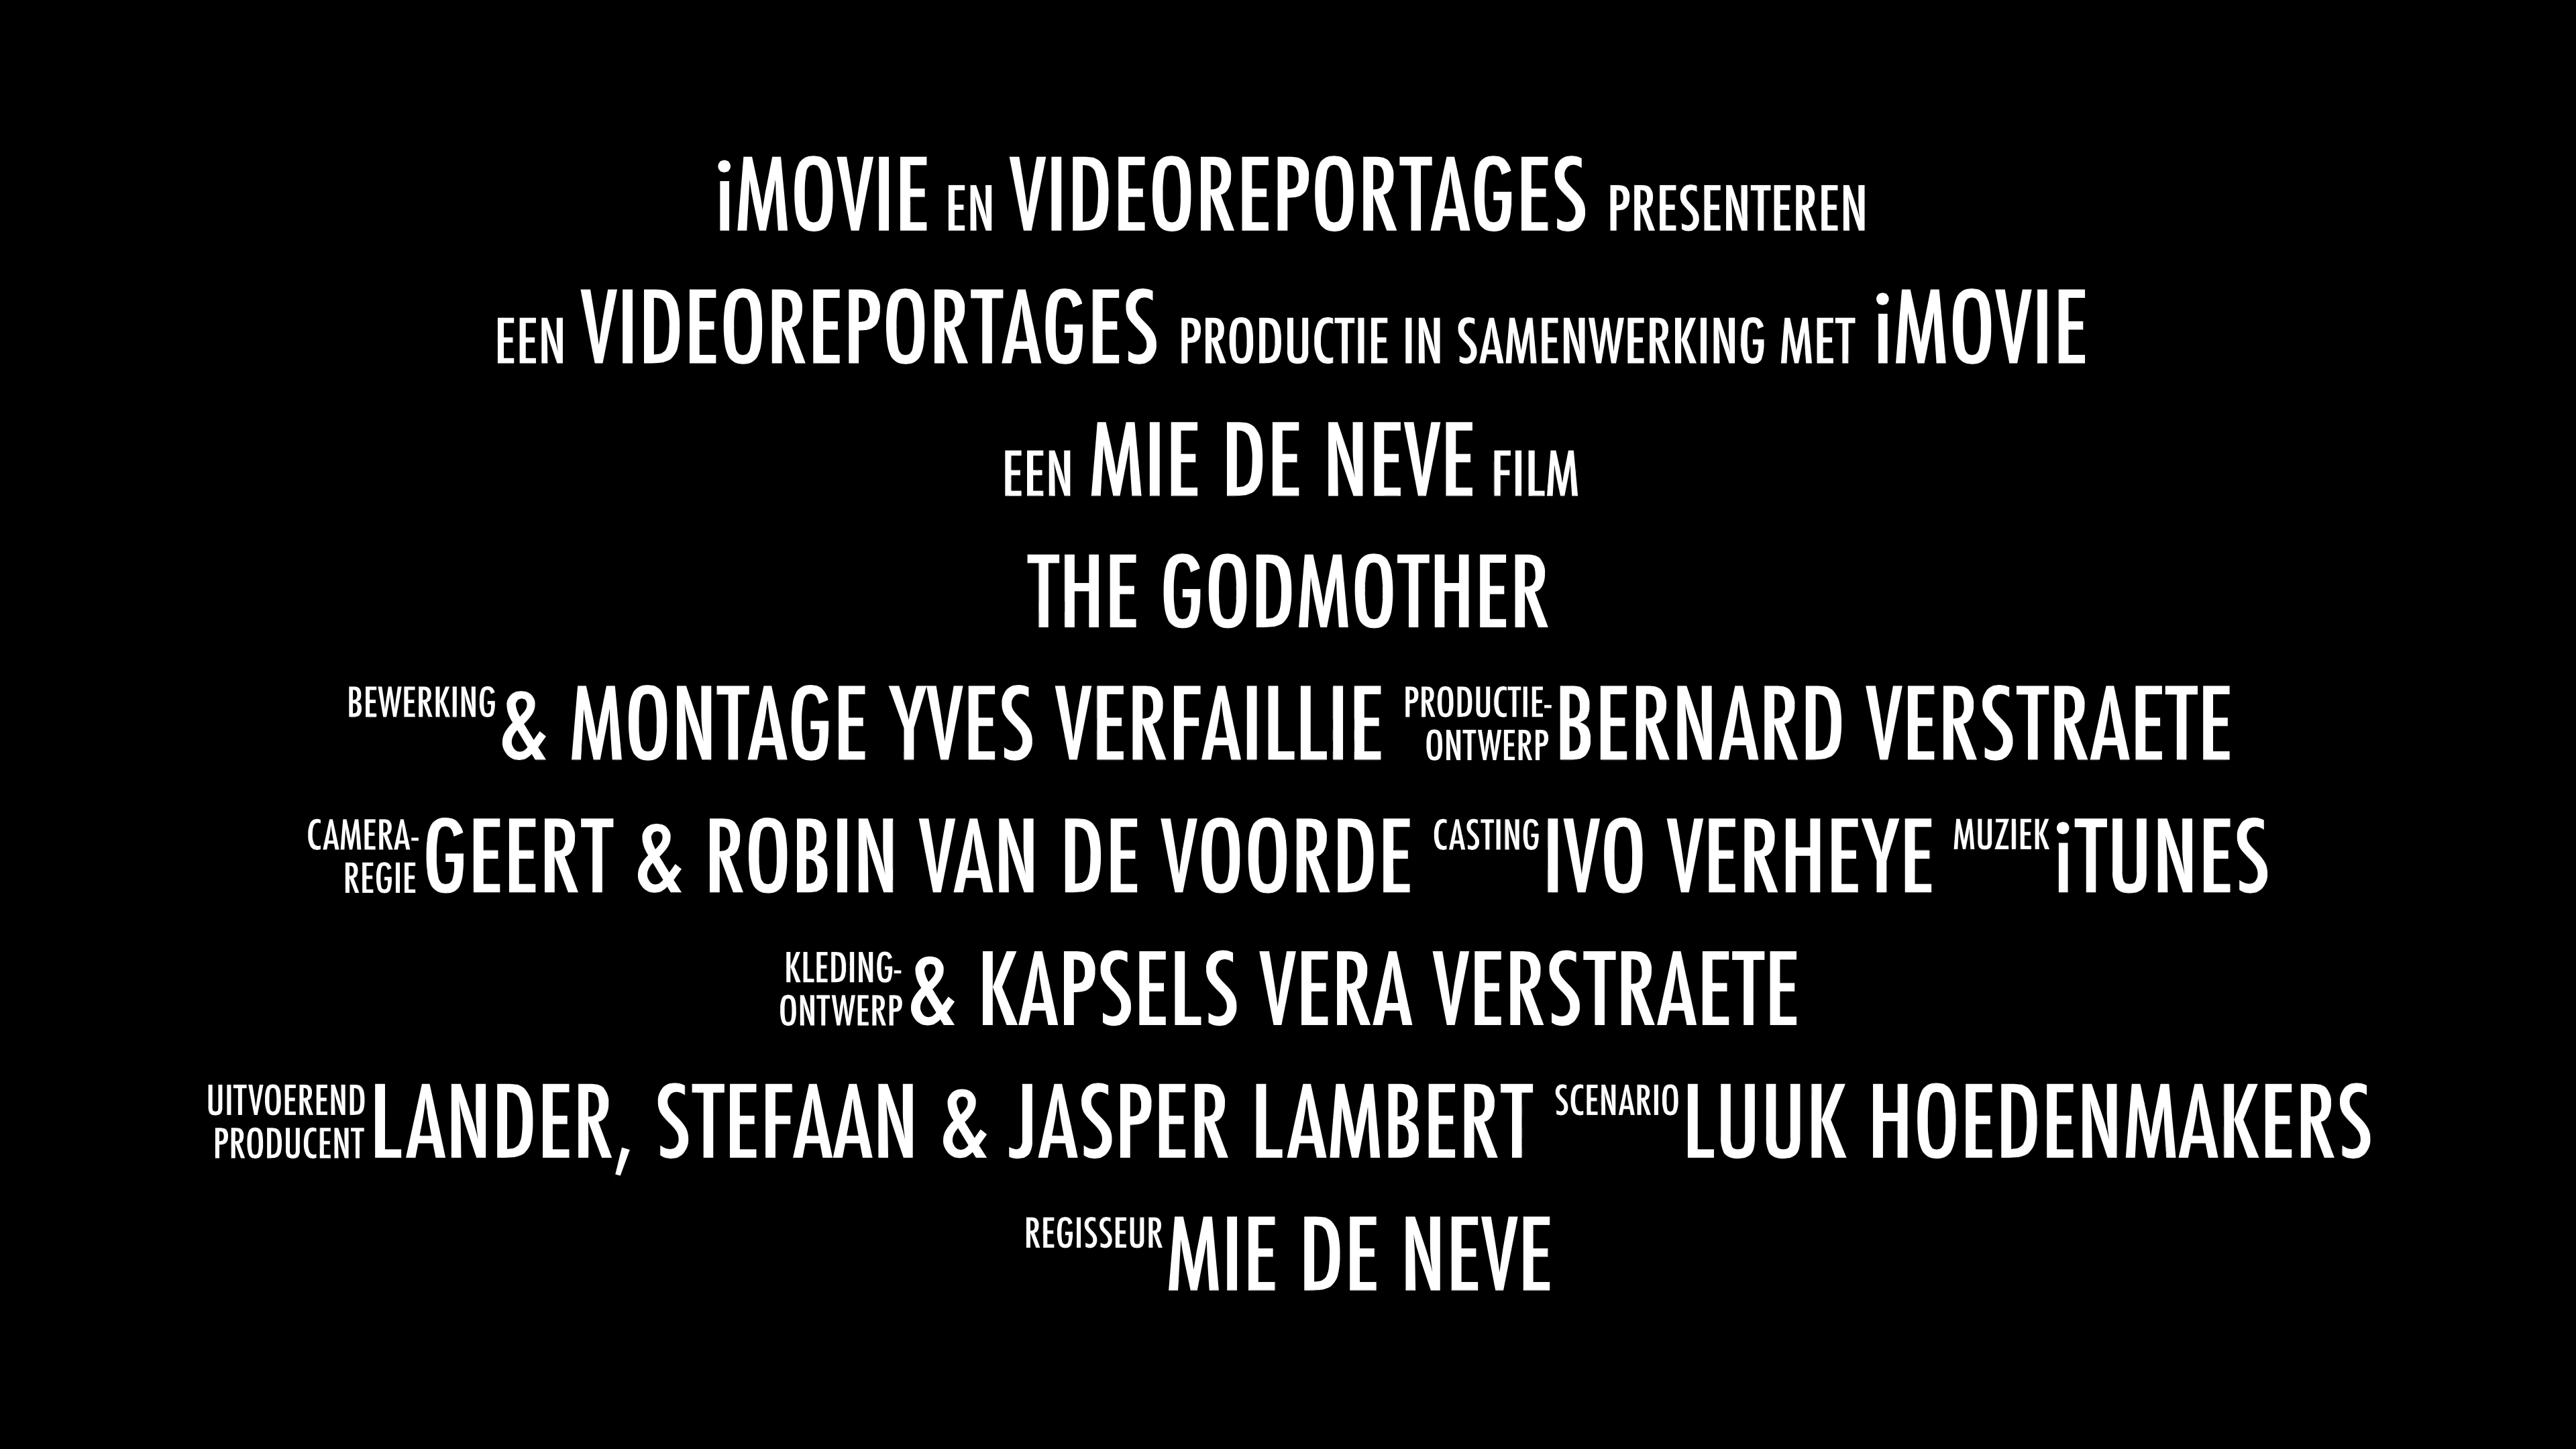 iMOVIE EN VIDEOREPORTAGES PRESENTEREN
EEN VIDEOREPORTAGES PRODUCTIE IN SAMENWERKING MET iMOVIE
EEN MIE DE NEVE FILM
THE GODMOTHER
BEWERKING & MONTAGE YVES VERFAILLIE PRODUCTIE-ONTWERP BERNARD VERSTRAETE
CAMERA-REGIE GEERT & ROBIN VAN DE VOORDE CASTING IVO VERHEYE MUZIEK iTUNES
KLEDING-ONTWERP & KAPSELS VERA VERSTRAETE
UITVOEREND PRODUCENT LANDER, STEFAAN & JASPER LAMBERT SCENARIO LUUK HOEDENMAKERS
REGISSEUR MIE DE NEVE